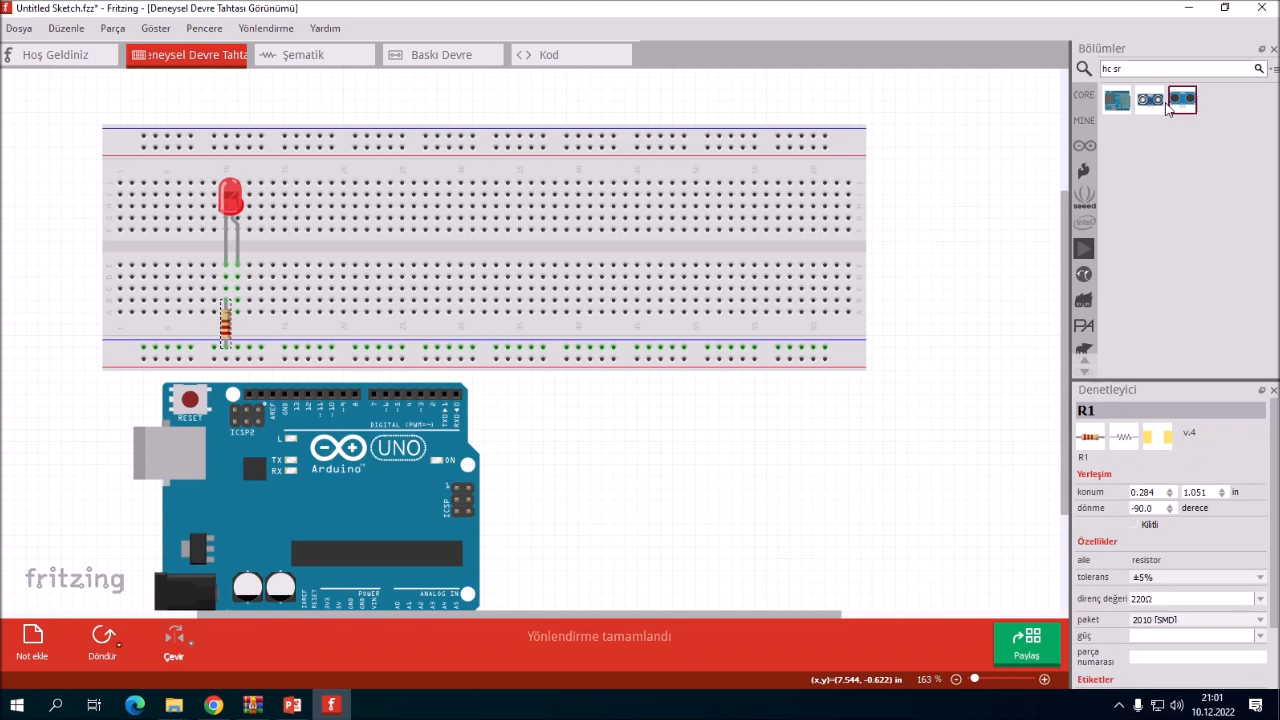 Untitled Sketch.fzz* - Fritzing - [Deneysel Devre Tahtası Görünümü]
Dosya Düzenle Parça Göster Pencere Yönlendirme Yardım
Hoş Geldiniz
eneysel Devre Tahta
Şematik
Baskı Devre
Kod
Bölümler
hc sr
CORE
MINE
seeed
intel
PA
RESET
ICSP2
AREF
GND
13
12
~11
~10
~9
8
7
~6
~5
4
~3
2
TXD 1
RXD 0
DIGITAL (PWM=~)
L
TX
RX
UNO
Arduino
ON
ICSP
1
POWER
ANALOG IN
IOREF
RESET
3V3
5V
GND
GND
VIN
A0
A1
A2
A3
A4
A5
fritzing
Denetleyici
R1
v.4
R1
Yerleşim
konum 0.284 1.051 in
dönme -90.0 derece
Kilitli
Özellikler
aile resistor
tolerans ±5%
direnç değeri 220Ω
paket 2010 [SMD]
güç
parça numarası
Etiketler
Not ekle
Döndür
Çevir
Yönlendirme tamamlandı
Paylaş
(x,y)=(7.544, -0.622) in 163 %
21:01
10.12.2022